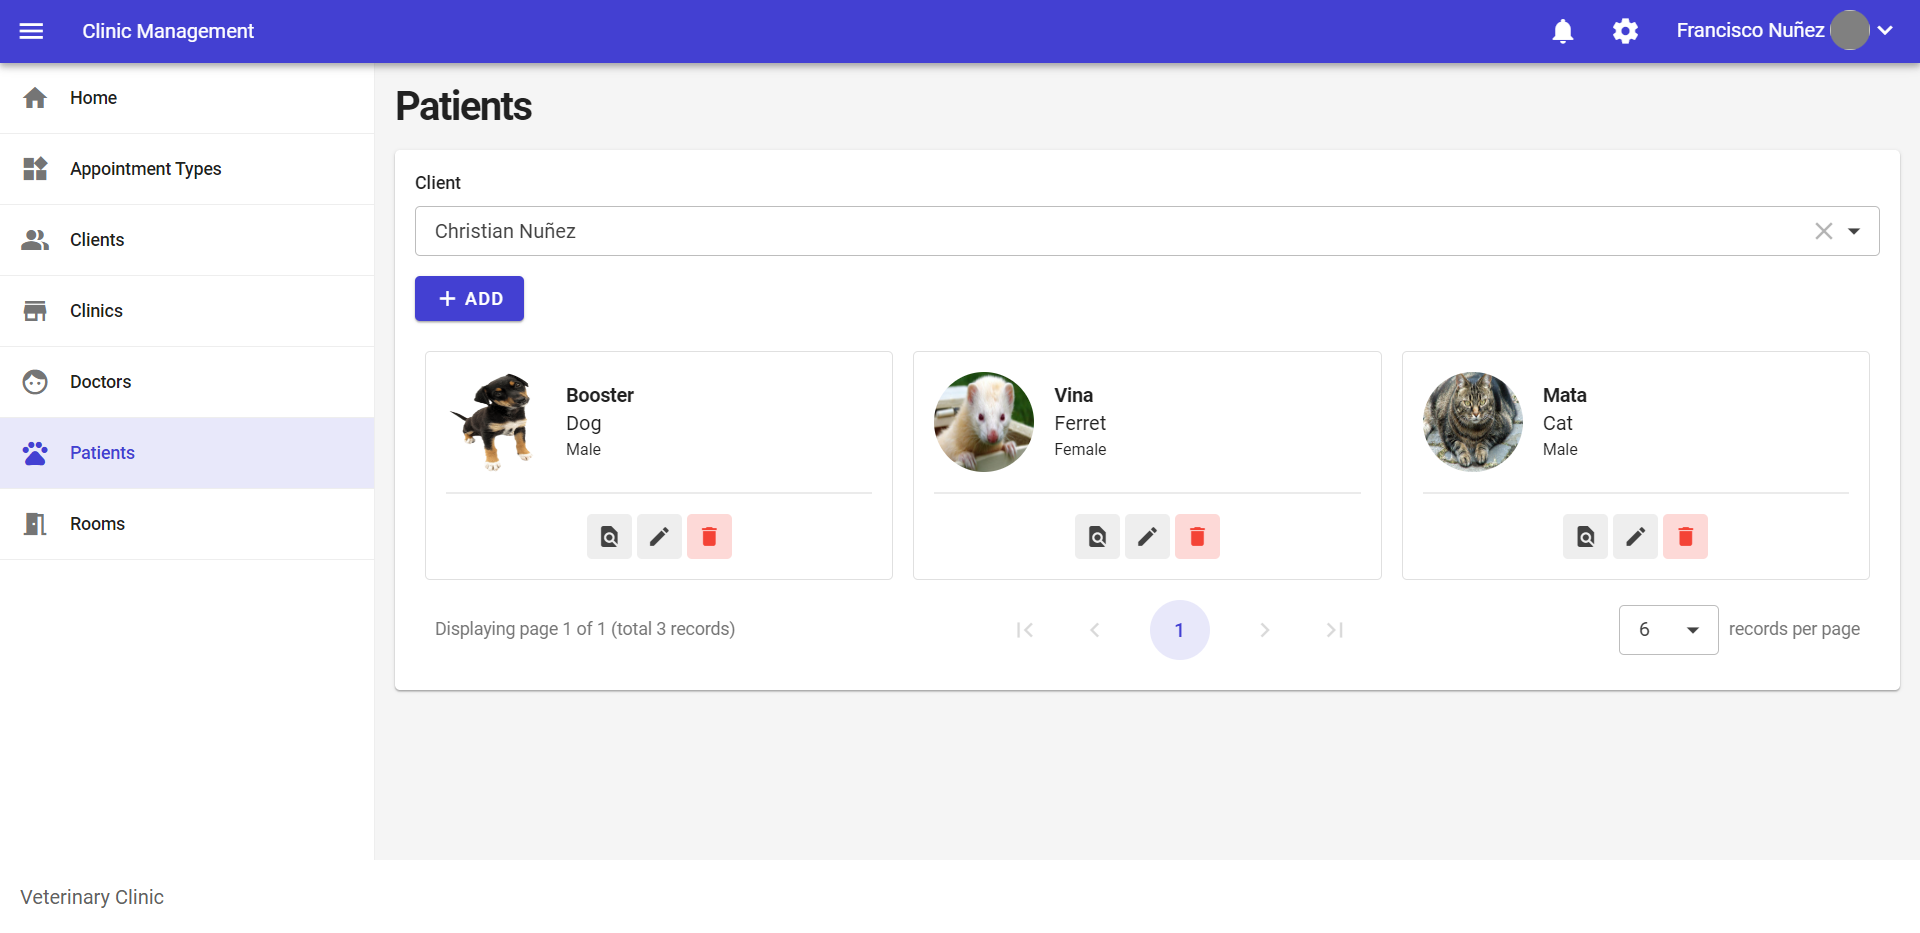 Clinic Management
Francisco Nuñez
Home
Appointment Types
Clients
Clinics
Doctors
Patients
Rooms
Patients
Client
Christian Nuñez
ADD
Booster
Dog
Male
Vina
Ferret
Female
Mata
Cat
Male
Displaying page 1 of 1 (total 3 records)
1
6
records per page
Veterinary Clinic